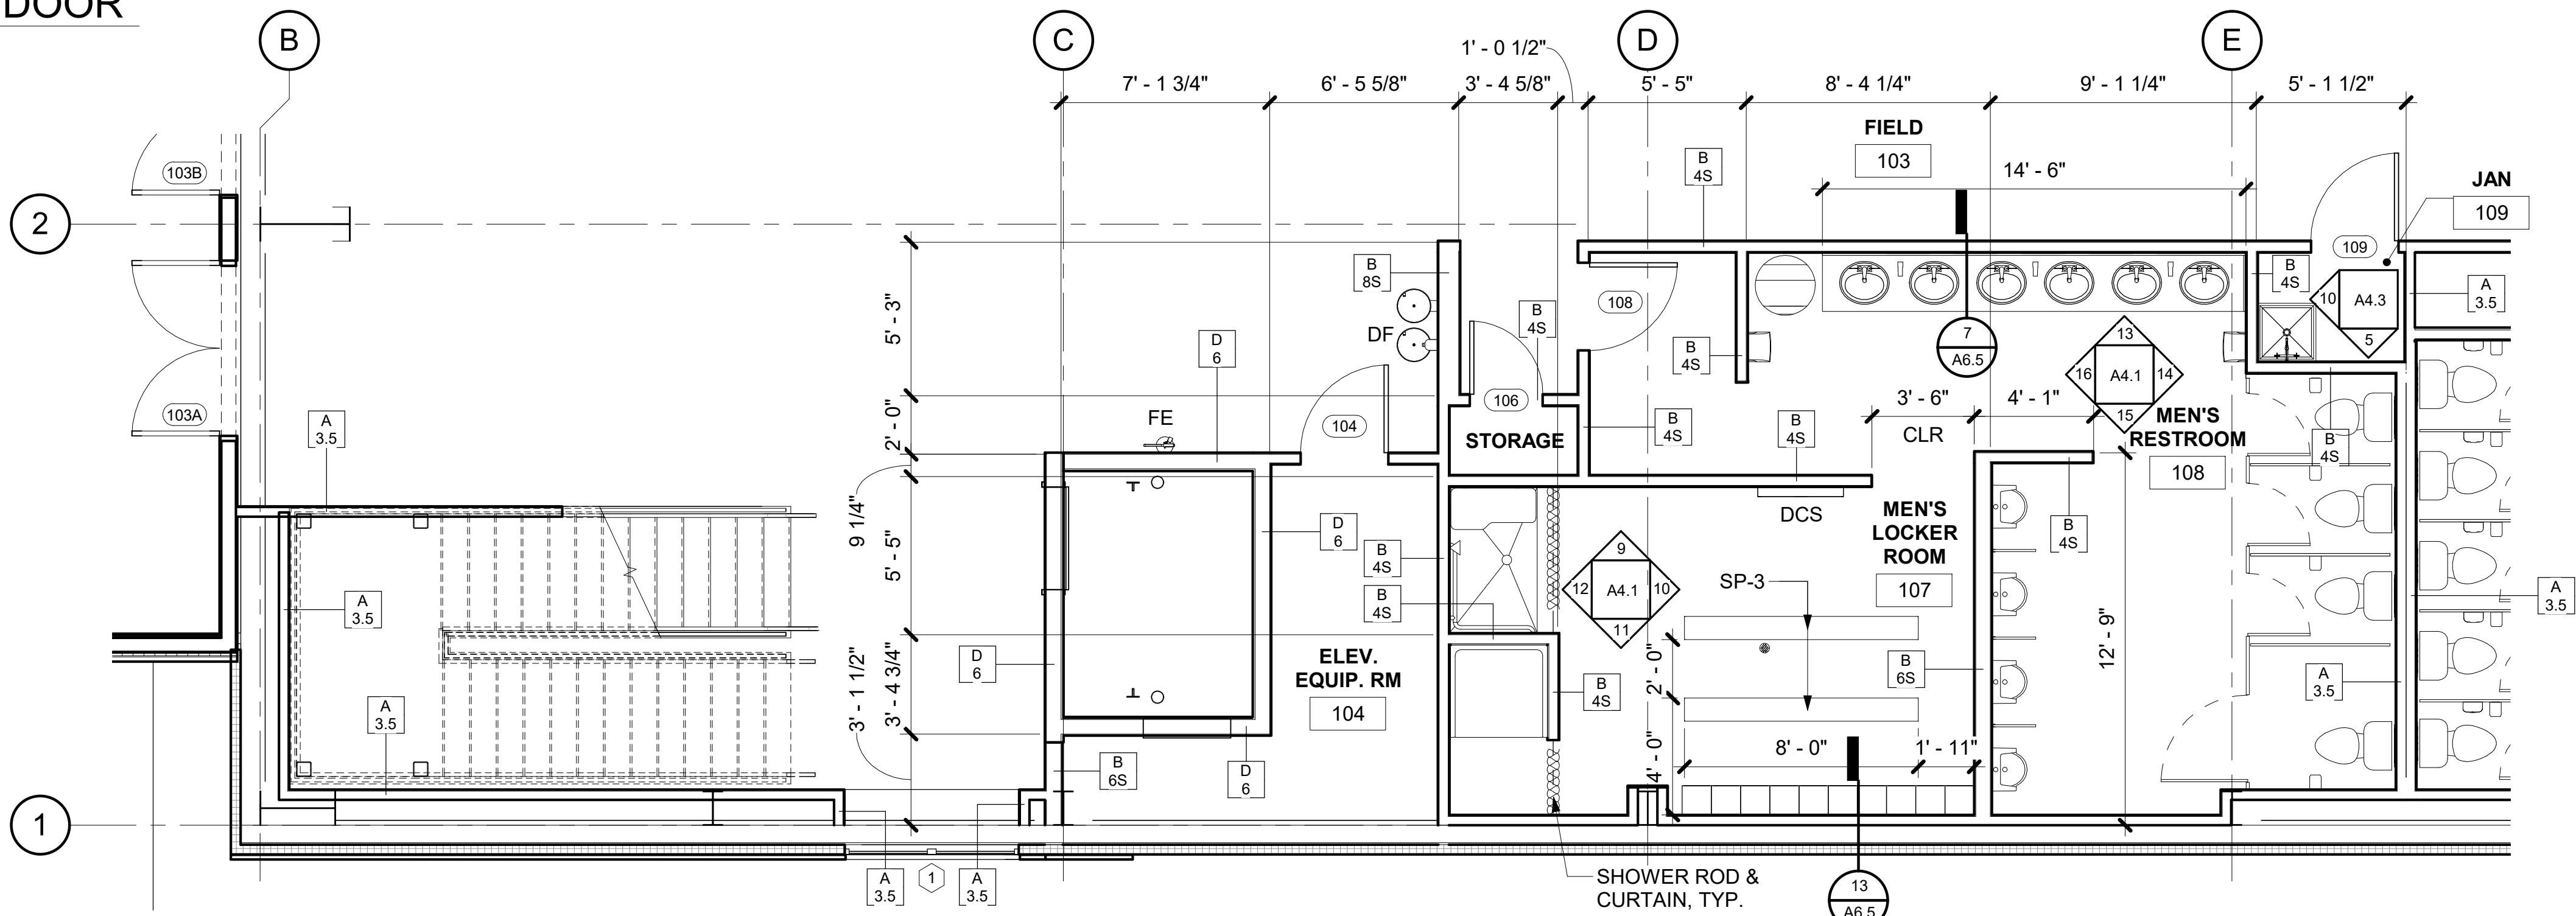 DOOR
B
C
D
E
1' - 0 1/2"
7' - 1 3/4"
6' - 5 5/8"
3' - 4 5/8"
5' - 5"
8' - 4 1/4"
9' - 1 1/4"
5' - 1 1/2"
FIELD
103
B
4S
14' - 6"
103B
JAN
109
2
109
B
8S
B
4S
10
A4.3
5
A
3.5
108
5' - 3"
DF
B
4S
D
6
B
4S
7
A6.5
13
16
A4.1
14
15
103A
106
3' - 6"
4' - 1"
CLR
A
3.5
FE
104
2' - 0"
STORAGE
B
4S
B
4S
MEN'S
RESTROOM
108
B
4S
9 1/4"
DCS
MEN'S
LOCKER
ROOM
107
B
4S
D
6
5' - 5"
B
4S
B
4S
9
12
A4.1
10
11
SP-3
A
3.5
A
3.5
12' - 9"
D
6
3' - 1 1/2"
3' - 4 3/4"
ELEV.
EQUIP. RM
104
B
4S
2' - 0"
B
6S
A
3.5
A
3.5
B
6S
D
6
4' - 0"
8' - 0"
1' - 11"
1
A
3.5
1
A
3.5
SHOWER ROD &
CURTAIN, TYP.
13
A6.5